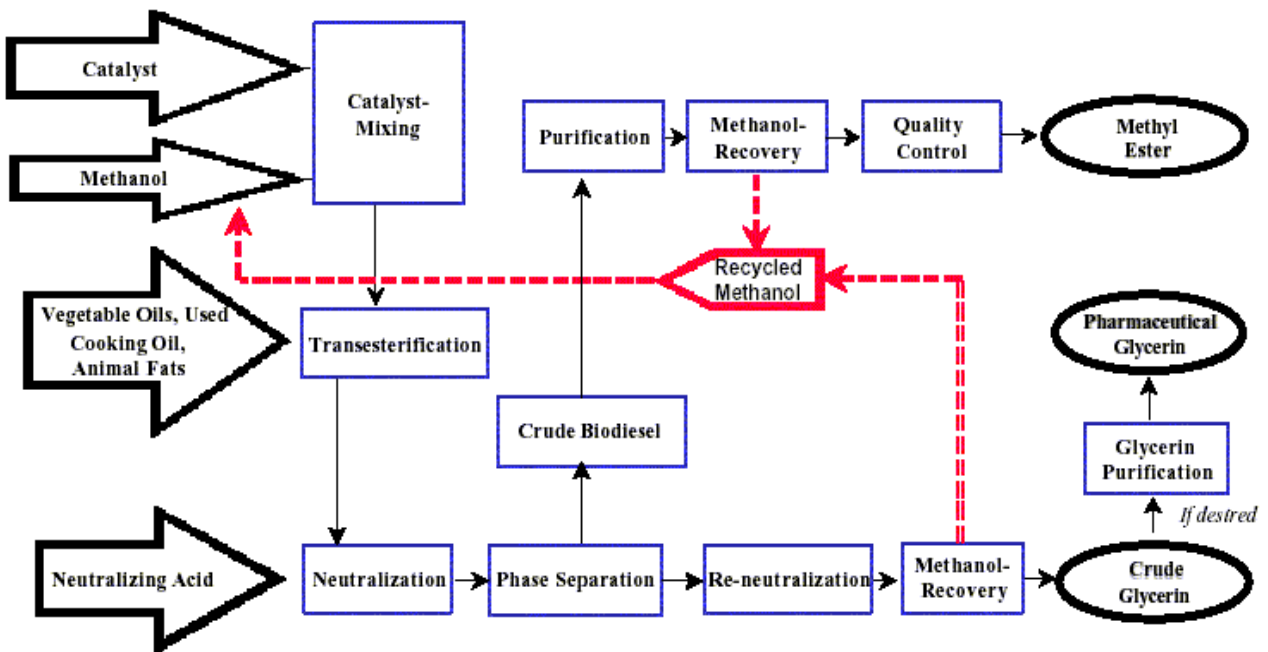 Catalyst
Catalyst-
Mixing
Methanol
Purification
Methanol-
Recovery
Quality
Control
Methyl
Ester
Recycled
Methanol
Vegetable Oils, Used
Cooking Oil,
Animal Fats
Transesterification
Pharmaceutical
Glycerin
Crude Biodiesel
Glycerin
Purification
If desired
Neutralizing Acid
Neutralization
Phase Separation
Re-neutralization
Methanol-
Recovery
Crude
Glycerin